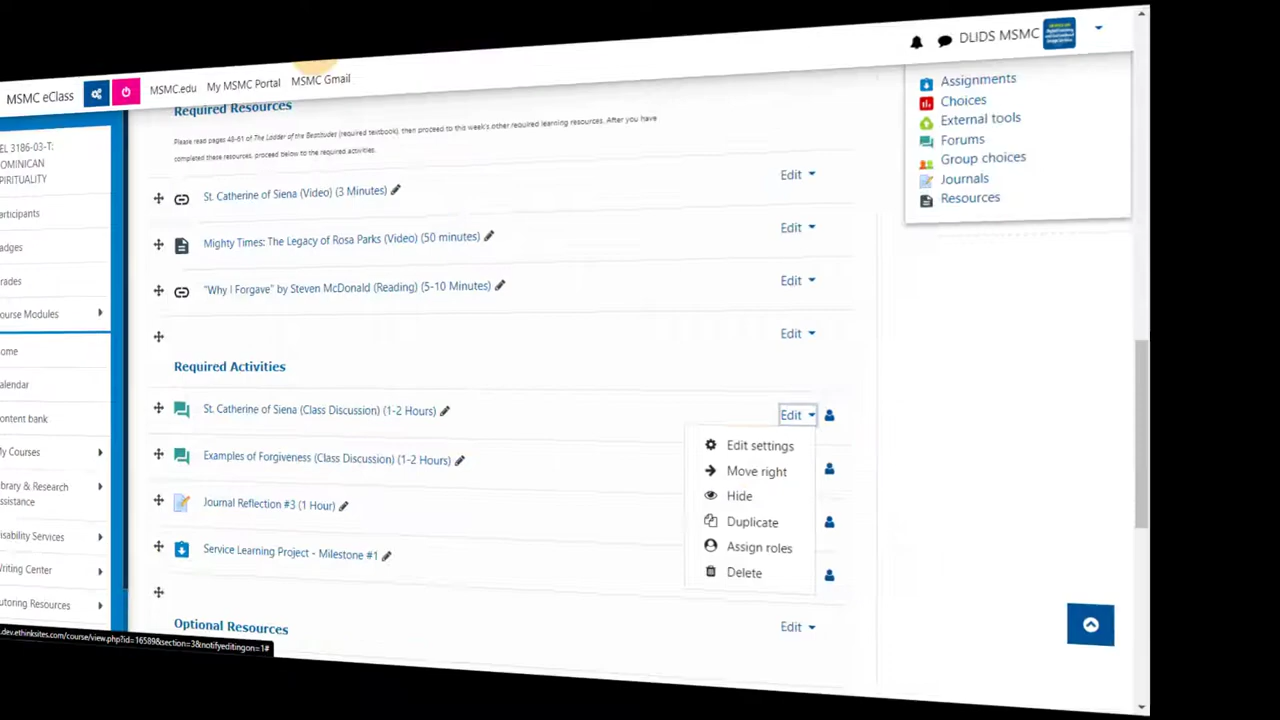 DLIDS MSMC
MSMC eClass
MSMC.edu
My MSMC Portal
MSMC Gmail
EL 3186-03-T:
OMINICAN
PIRITUALITY
articipants
adges
rades
ourse Modules
ome
alendar
ontent bank
My Courses
ibrary & Research
ssistance
isability Services
Writing Center
utoring Resources
Required Resources
Please read pages 48-61 of The Ladder of the Beatitudes (required textbook), then proceed to this week's other required learning resources. After you have
completed these resources, proceed below to the required activities.
St. Catherine of Siena (Video) (3 Minutes)
Edit
Mighty Times: The Legacy of Rosa Parks (Video) (50 minutes)
Edit
"Why I Forgave" by Steven McDonald (Reading) (5-10 Minutes)
Edit
Edit
Required Activities
St. Catherine of Siena (Class Discussion) (1-2 Hours)
Edit
Examples of Forgiveness (Class Discussion) (1-2 Hours)
Journal Reflection #3 (1 Hour)
Service Learning Project - Milestone #1
Edit settings
Move right
Hide
Duplicate
Assign roles
Delete
Optional Resources
Edit
Assignments
Choices
External tools
Forums
Group choices
Journals
Resources
.dev.ethinksites.com/course/view.php?id=16589&section=3&notifyeditingon=1#